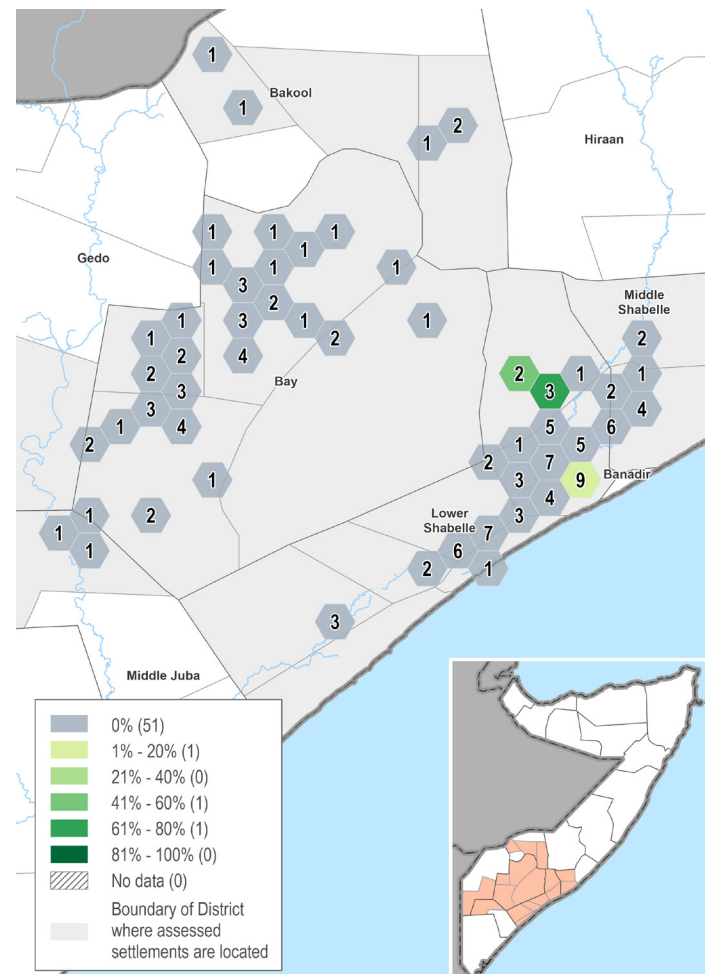 1
Bakool
1
2
1
Hiraan
1
1
1
1
Gedo
1
1
1
3
2
Middle
Shabelle
1
3
1
1
1
2
2
1
2
4
2
1
1
2
Bay
3
2
3
4
3
1
4
5
6
2
1
5
2
7
1
3
9
Banadir
4
1
2
Lower
Shabelle
3
7
1
6
1
2
1
3
Middle Juba
0% (51)
1% - 20% (1)
21% - 40% (0)
41% - 60% (1)
61% - 80% (1)
81% - 100% (0)
No data (0)
Boundary of District
where assessed
settlements are located